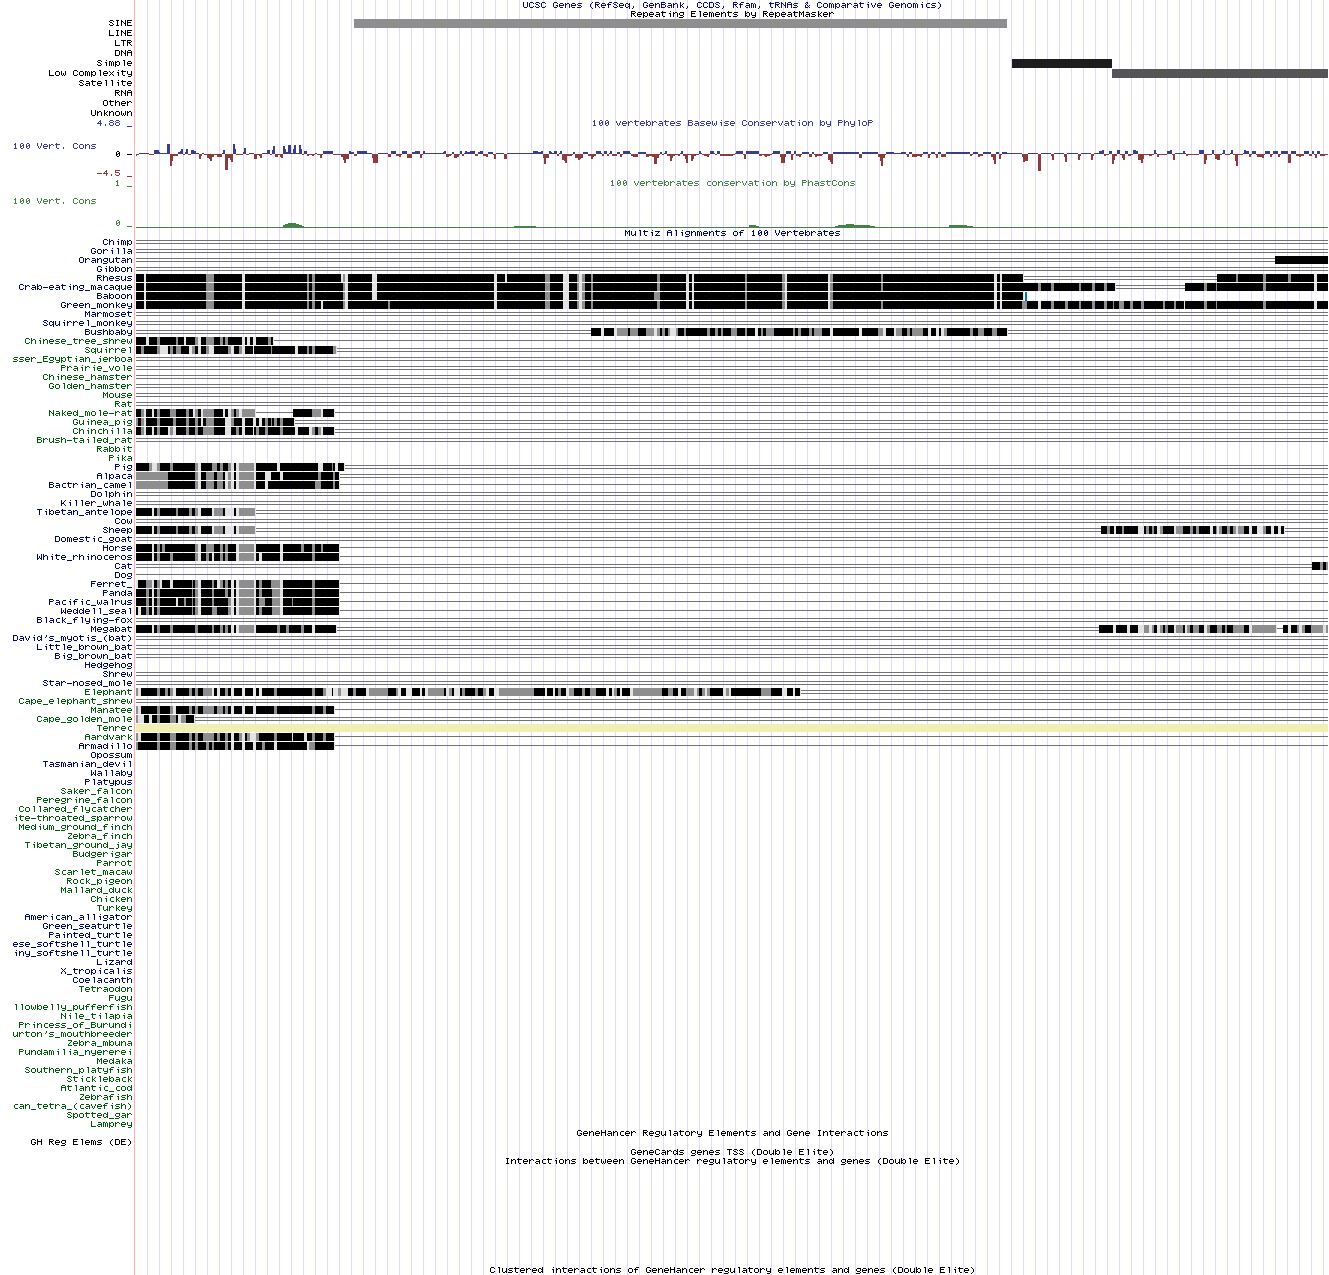 UCSC Genes (RefSeq, GenBank, CCDS, Rfam, tRNAs & Comparative Genomics)
Repeating Elements by RepeatMasker
SINE
LINE
LTR
DNA
Simple
Low Complexity
Satellite
RNA
Other
Unknown
4.88 _
100 vertebrates Basewise Conservation by PhyloP
100 Vert. Cons
0 -
-4.5 _
1 _
100 vertebrates conservation by PhastCons
100 Vert. Cons
0 _
Multiz Alignments of 100 Vertebrates
Chimp
Gorilla
Orangutan
Gibbon
Rhesus
Crab-eating_macaque
Baboon
Green_monkey
Marmoset
Squirrel_monkey
Bushbaby
Chinese_tree_shrew
Squirrel
sser_Egyptian_jerboa
Prairie_vole
Chinese_hamster
Golden_hamster
Mouse
Rat
Naked_mole-rat
Guinea_pig
Chinchilla
Brush-tailed_rat
Rabbit
Pika
Pig
Alpaca
Bactrian_camel
Dolphin
Killer_whale
Tibetan_antelope
Cow
Sheep
Domestic_goat
Horse
White_rhinoceros
Cat
Dog
Ferret_
Panda
Pacific_walrus
Weddell_seal
Black_flying-fox
Megabat
David's_myotis_(bat)
Little_brown_bat
Big_brown_bat
Hedgehog
Shrew
Star-nosed_mole
Elephant
Cape_elephant_shrew
Manatee
Cape_golden_mole
Tenrec
Aardvark
Armadillo
Opossum
Tasmanian_devil
Wallaby
Platypus
Saker_falcon
Peregrine_falcon
Collared_flycatcher
ite-throated_sparrow
Medium_ground_finch
Zebra_finch
Tibetan_ground_jay
Budgerigar
Parrot
Scarlet_macaw
Rock_pigeon
Mallard_duck
Chicken
Turkey
American_alligator
Green_seaturtle
Painted_turtle
ese_softshell_turtle
iny_softshell_turtle
Lizard
X_tropicalis
Coelacanth
Tetraodon
Fugu
llowbelly_pufferfish
Nile_tilapia
Princess_of_Burundi
urton's_mouthbreeder
Zebra_mbuna
Pundamilia_nyererei
Medaka
Southern_platyfish
Stickleback
Atlantic_cod
Zebrafish
can_tetra_(cavefish)
Spotted_gar
Lamprey
GeneHancer Regulatory Elements and Gene Interactions
GH Reg Elems (DE)
GeneCards genes TSS (Double Elite)
Interactions between GeneHancer regulatory elements and genes (Double Elite)
Clustered interactions of GeneHancer regulatory elements and genes (Double Elite)